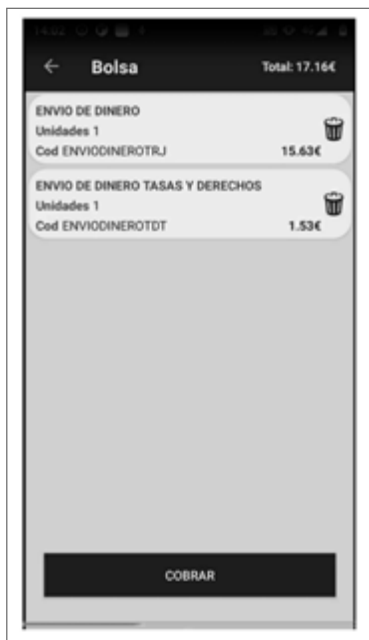 Bolsa
Total: 17.16€
ENVIO DE DINERO
Unidades 1
Cod ENVIODINEROTRJ
15.63€
ENVIO DE DINERO TASAS Y DERECHOS
Unidades 1
Cod ENVIODINEROTDT
1.53€
COBRAR